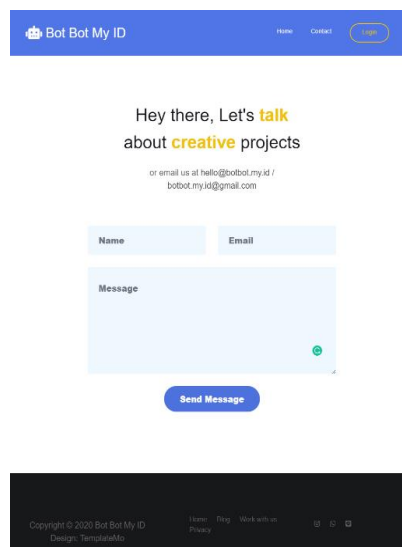 Bot Bot My ID
Home Contact Login
Hey there, Let's talk
about creative projects
or email us at hello@botbot.my.id /
botbot.my.id@gmail.com
Name Email
Message
Send Message
Copyright © 2020 Bot Bot My ID
Design: TemplateMo
Home Blog Work with us
Privacy